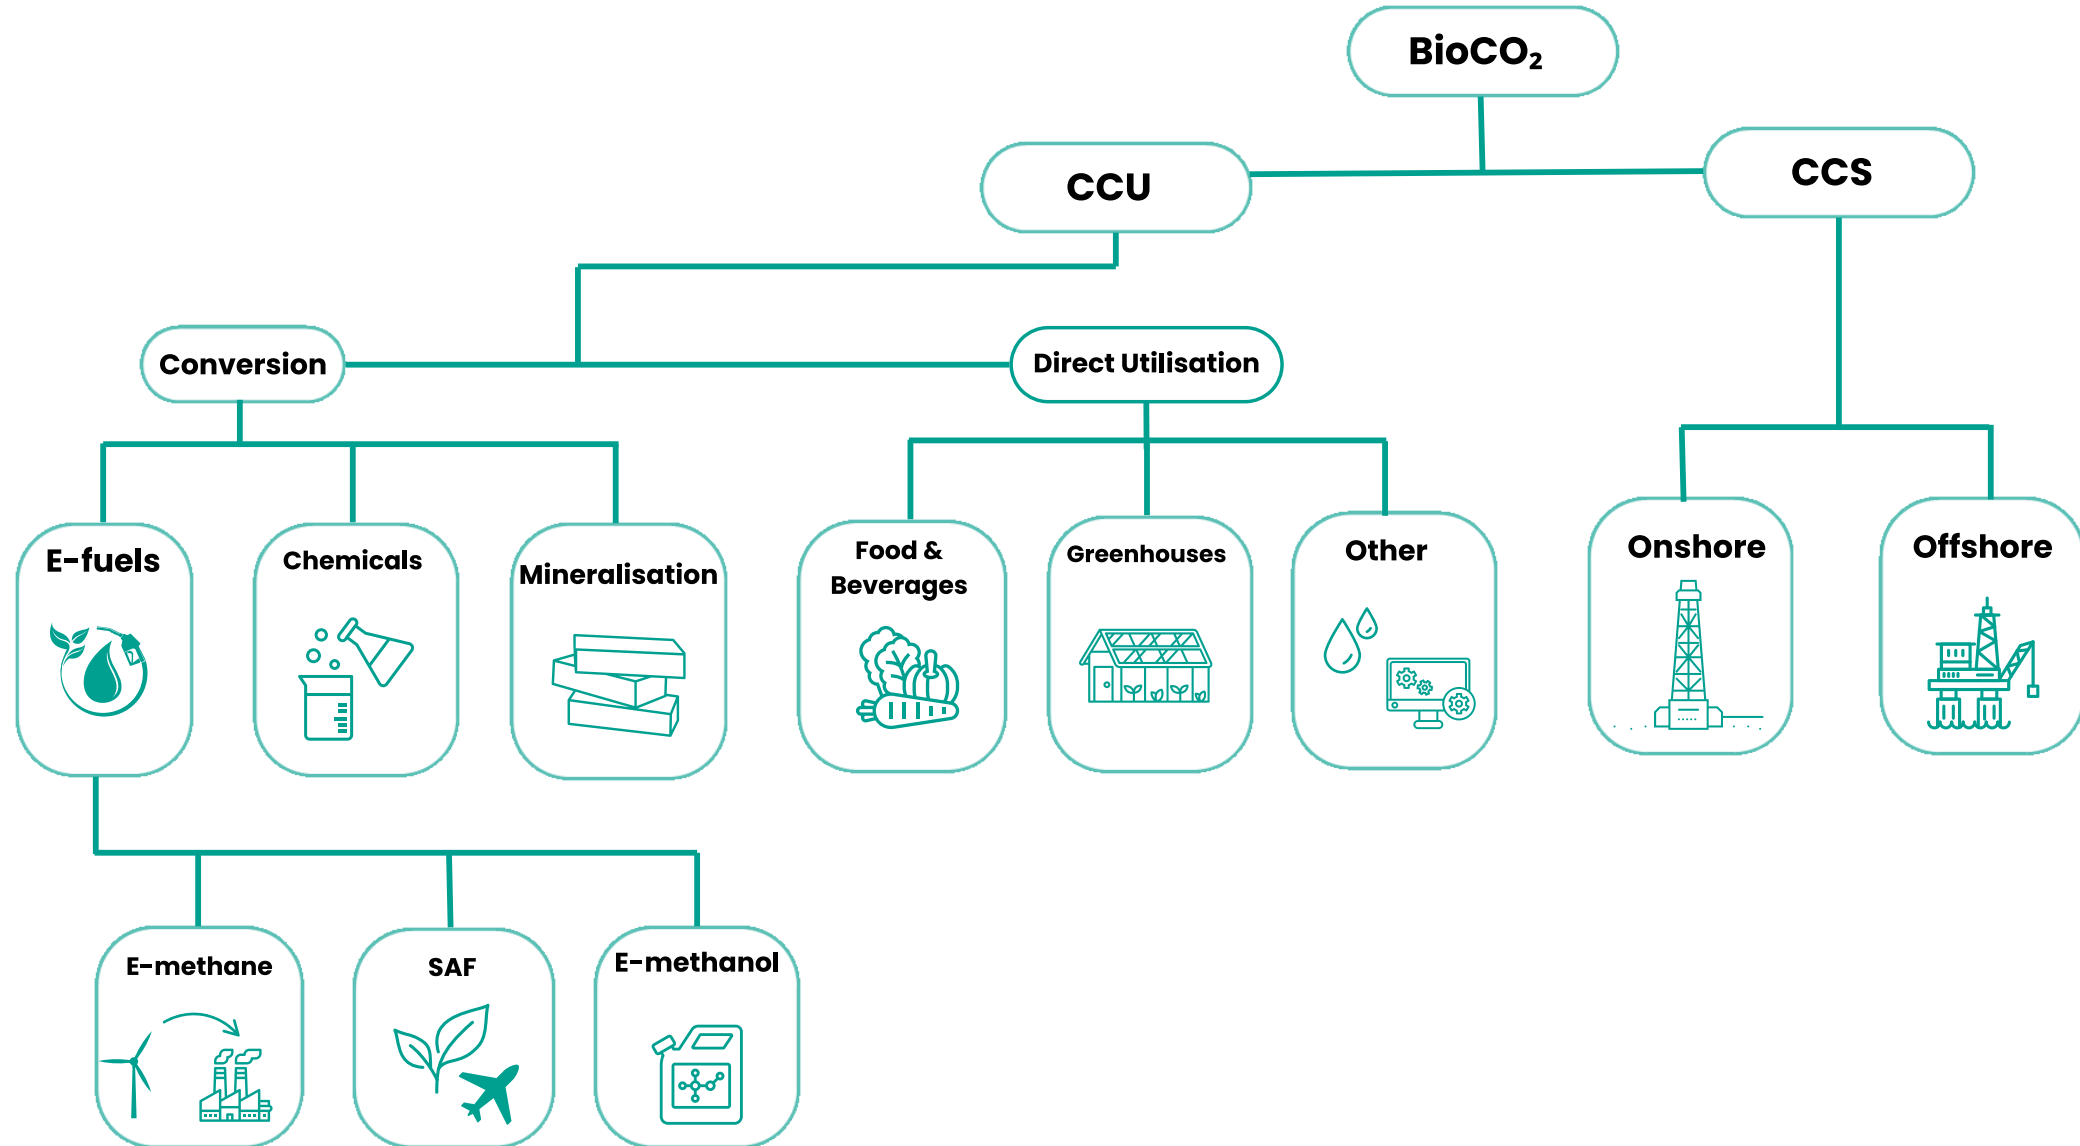 BioCO₂
CCU
CCS
Conversion
Direct Utilisation
E-fuels
Chemicals
Mineralisation
Food &
Beverages
Greenhouses
Other
Onshore
Offshore
E-methane
SAF
E-methanol